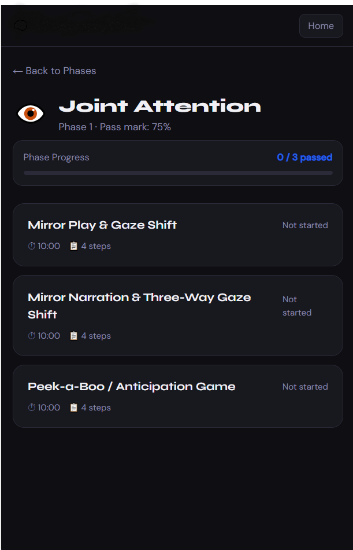 Home
← Back to Phases
Joint Attention
Phase 1 · Pass mark: 75%
Phase Progress
0 / 3 passed
Mirror Play & Gaze Shift
Not started
10:00 4 steps
Mirror Narration & Three-Way Gaze
Shift
Not
started
10:00 4 steps
Peek-a-Boo / Anticipation Game
Not started
10:00 4 steps